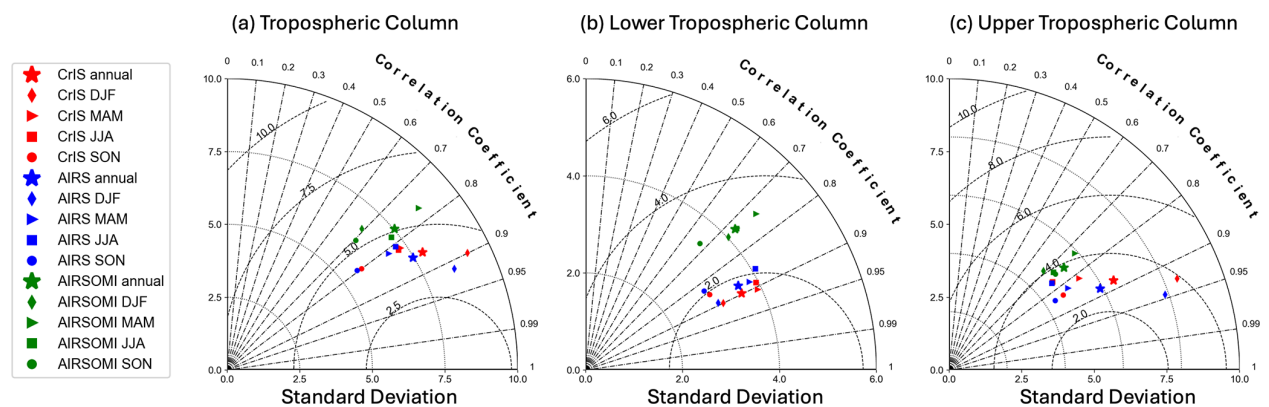 (a) Tropospheric Column
(b) Lower Tropospheric Column
(c) Upper Tropospheric Column
CrIS annual
CrIS DJF
CrIS MAM
CrIS JJA
CrIS SON
AIRS annual
AIRS DJF
AIRS MAM
AIRS JJA
AIRS SON
AIRSOMI annual
AIRSOMI DJF
AIRSOMI MAM
AIRSOMI JJA
AIRSOMI SON
Correlation Coefficient
0 0.1 0.2 0.3 0.4 0.5 0.6 0.7 0.8 0.9 0.95 0.99 1
10.0
7.5
5.0
2.5
0.0
10.0
7.5
5.0
2.5
0.0 2.5 5.0 7.5 10.0
Standard Deviation
Correlation Coefficient
0 0.1 0.2 0.3 0.4 0.5 0.6 0.7 0.8 0.9 0.95 0.99 1
6.0
4.0
2.0
0.0
6.0
4.0
2.0
0.0 2.0 4.0 6.0
Standard Deviation
Correlation Coefficient
0 0.1 0.2 0.3 0.4 0.5 0.6 0.7 0.8 0.9 0.95 0.99 1
10.0
7.5
5.0
2.5
0.0
10.0
8.0
6.0
4.0
2.0
0.0 2.5 5.0 7.5 10.0
Standard Deviation